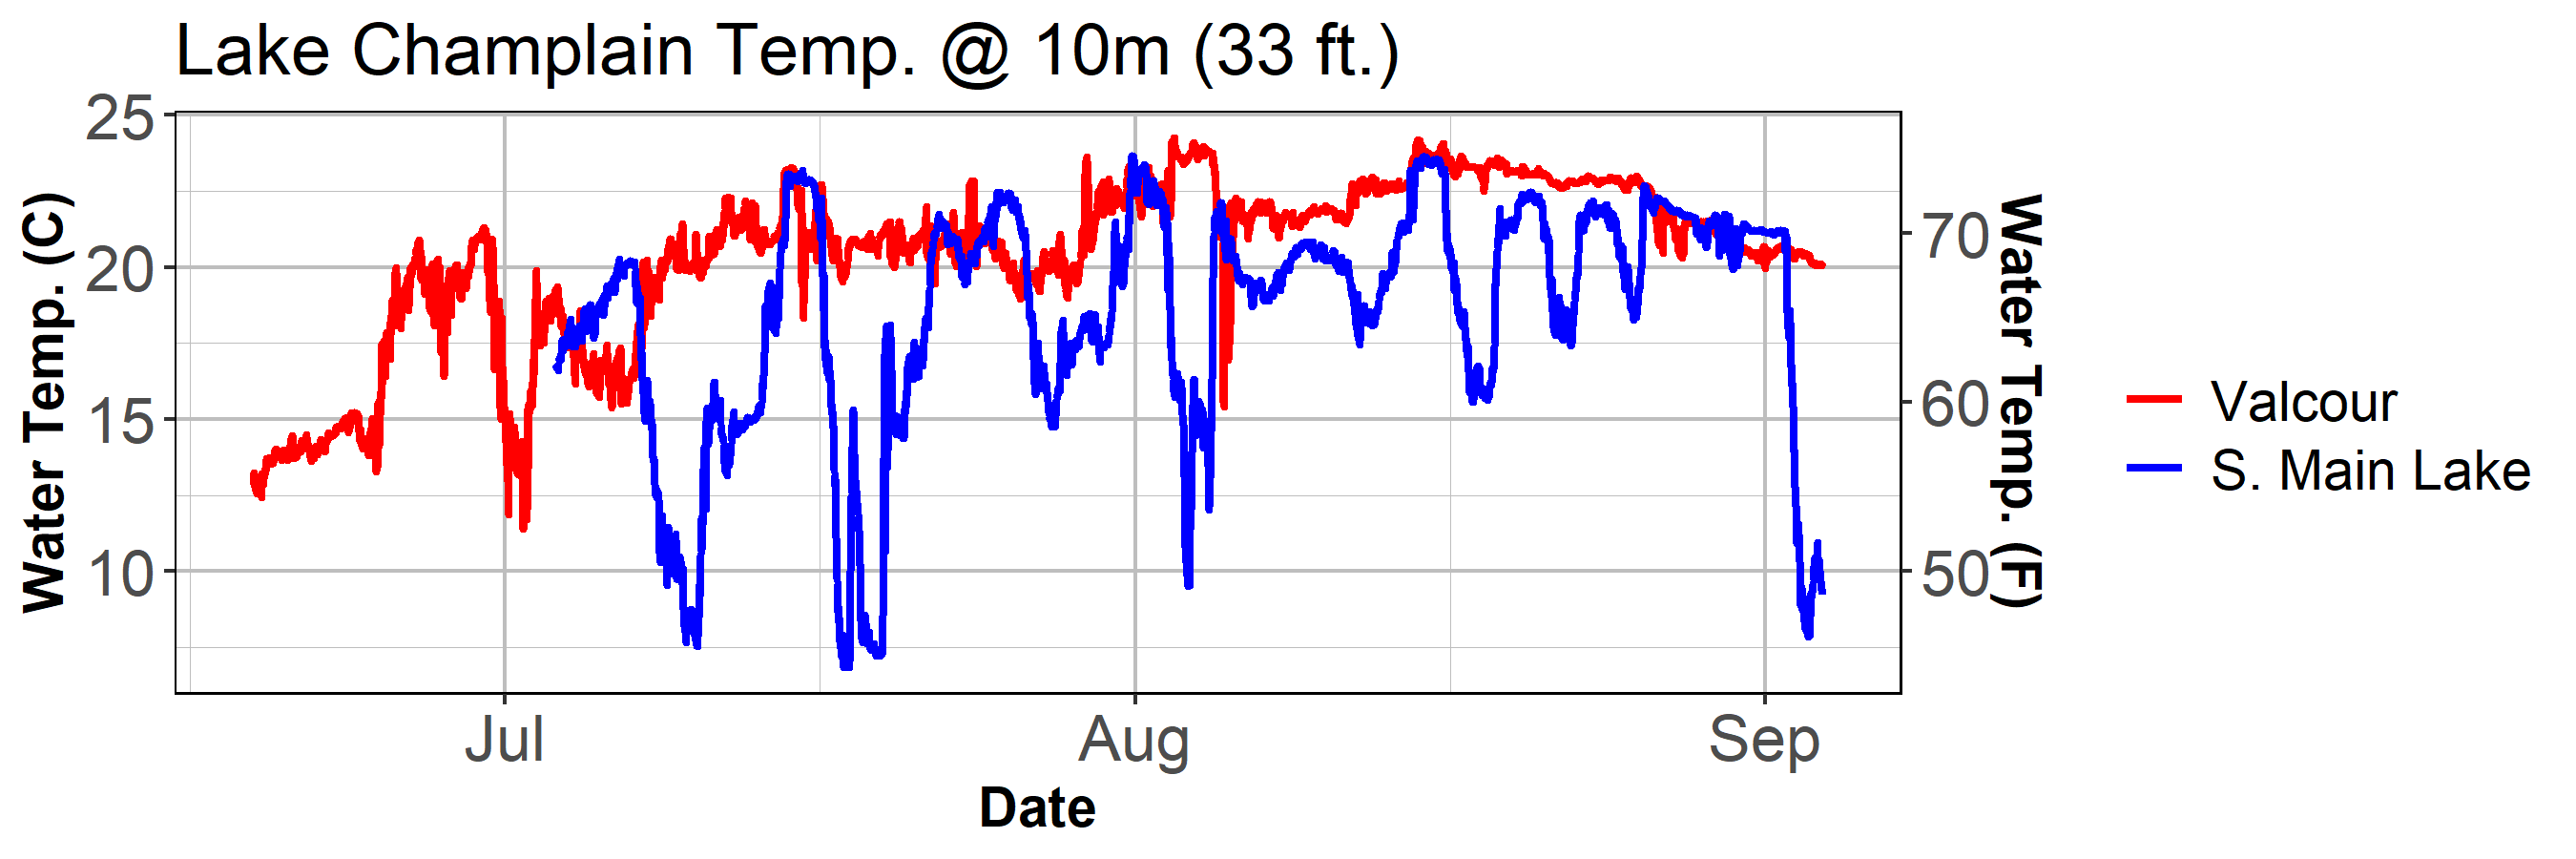 Lake Champlain Temp. @ 10m (33 ft.)
Water Temp. (C)
25
20
15
10
70
60
50
Water Temp. (F)
Jul
Aug
Sep
Date
Valcour
S. Main Lake